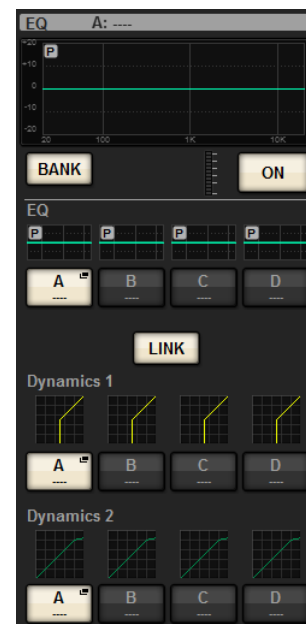 EQ A: ----
+20
P
+10
0
-10
-20
20 100 1K 10K
BANK ON
EQ
P P P P
A B C D
---- ---- ---- ----
LINK
Dynamics 1
A B C D
---- ---- ---- ----
Dynamics 2
A B C D
---- ---- ---- ----